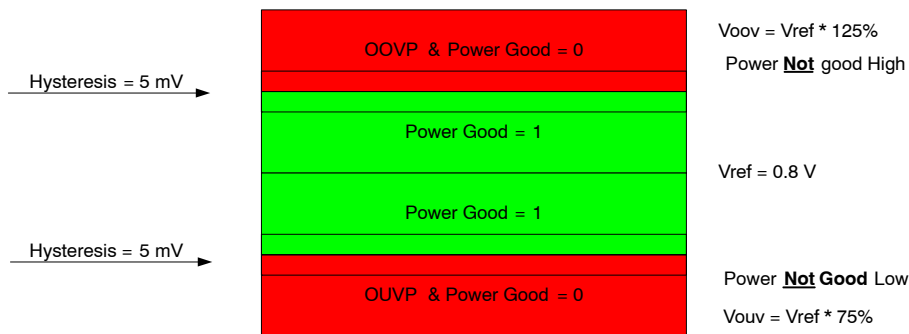 Voov = Vref * 125%
OOVP & Power Good = 0
Power Not good High
Hysteresis = 5 mV
Power Good = 1
Vref = 0.8 V
Power Good = 1
Hysteresis = 5 mV
Power Not Good Low
OUVP & Power Good = 0
Vouv = Vref * 75%